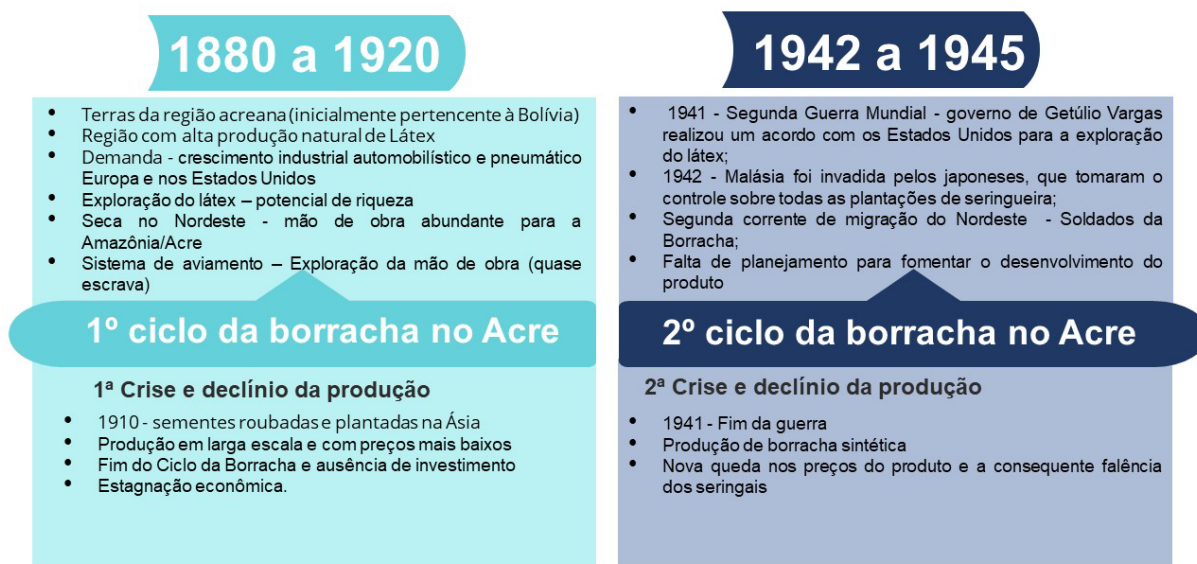 1880 a 1920
• Terras da região acreana (inicialmente pertencente à Bolívia)
• Região com alta produção natural de Látex
• Demanda - crescimento industrial automobilístico e pneumático
Europa e nos Estados Unidos
• Exploração do látex – potencial de riqueza
• Seca no Nordeste - mão de obra abundante para a
Amazônia/Acre
• Sistema de aviamento – Exploração da mão de obra (quase
escrava)
1º ciclo da borracha no Acre
1ª Crise e declínio da produção
• 1910 - sementes roubadas e plantadas na Ásia
• Produção em larga escala e com preços mais baixos
• Fim do Ciclo da Borracha e ausência de investimento
• Estagnação econômica.
1942 a 1945
• 1941 - Segunda Guerra Mundial - governo de Getúlio Vargas
realizou um acordo com os Estados Unidos para a exploração
do látex;
• 1942 - Malásia foi invadida pelos japoneses, que tomaram o
controle sobre todas as plantações de seringueira;
• Segunda corrente de migração do Nordeste - Soldados da
Borracha;
• Falta de planejamento para fomentar o desenvolvimento do
produto
2º ciclo da borracha no Acre
2ª Crise e declínio da produção
• 1941 - Fim da guerra
• Produção de borracha sintética
• Nova queda nos preços do produto e a consequente falência
dos seringais